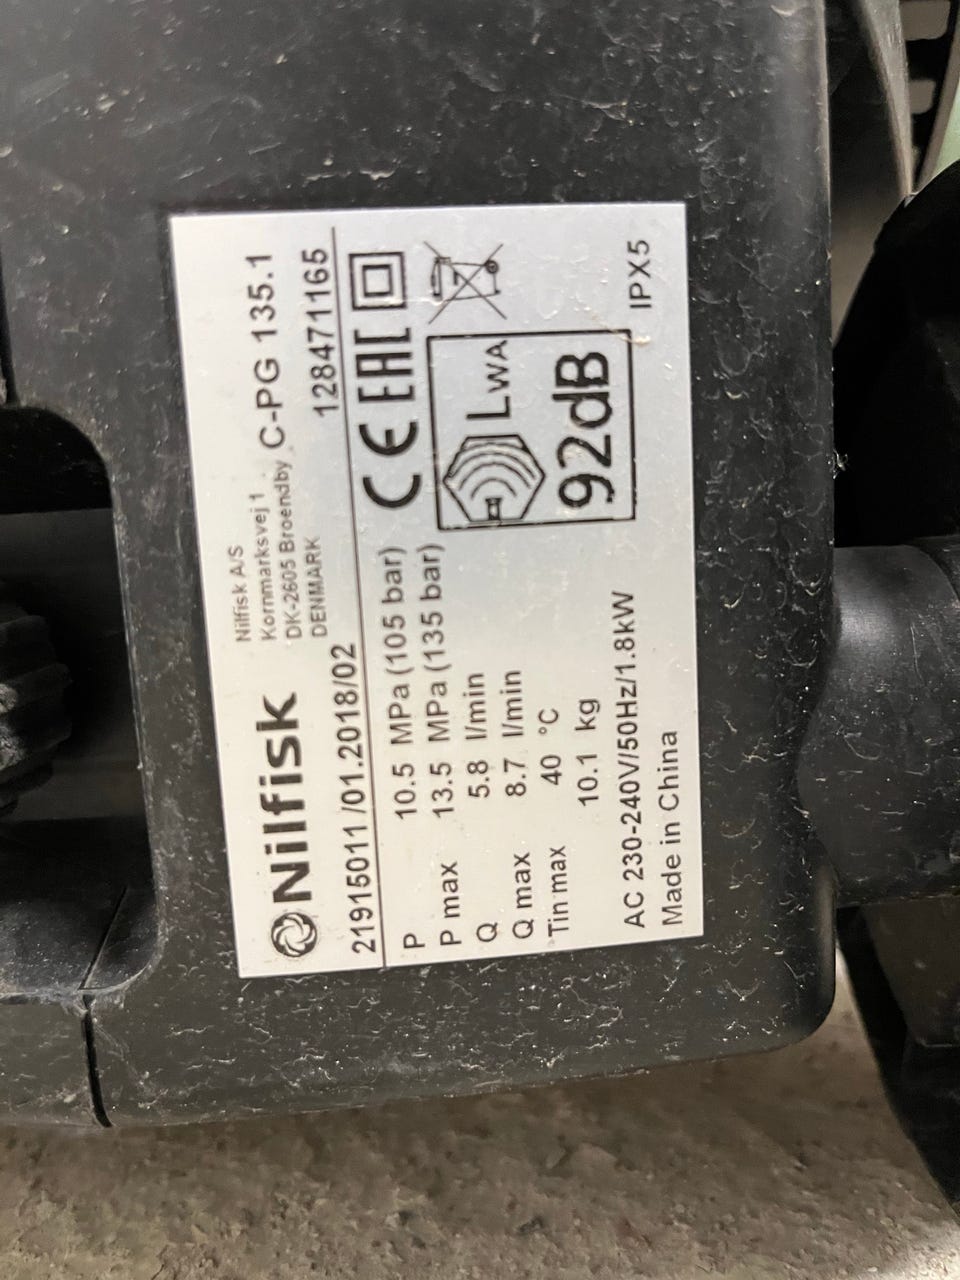 Nilfisk
Nilfisk A/S
Kornmarksvej 1
DK-2605 Broendby
DENMARK
C-PG 135.1
128471165
21915011 /01.2018/02
P 10.5 MPa (105 bar)
P max 13.5 MPa (135 bar)
Q 5.8 l/min
Q max 8.7 l/min
Tin max 40 °C
10.1 kg
CE EAC
LWA
92dB
AC 230-240V/50Hz/1.8kW
IPX5
Made in China